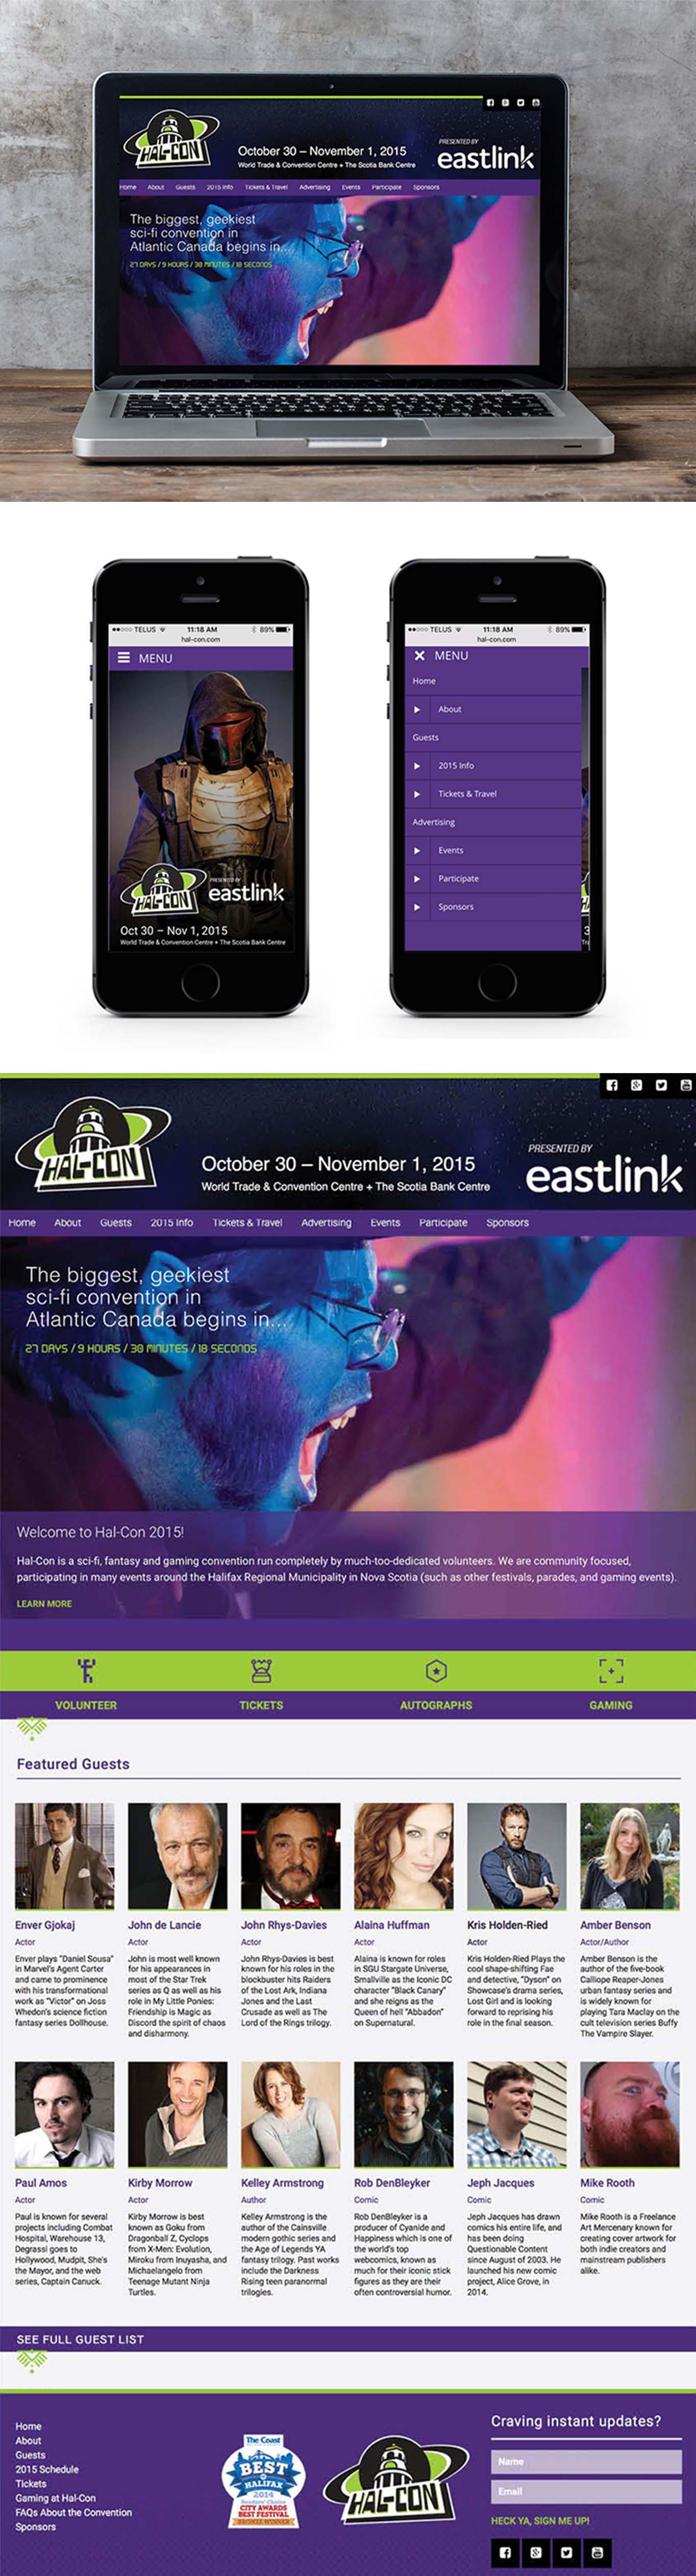 HAL-CON
October 30 – November 1, 2015
World Trade & Convention Centre + The Scotia Bank Centre
PRESENTED BY
eastlink
Home About Guests 2015 Info Tickets & Travel Advertising Events Participate Sponsors
The biggest, geekiest
sci-fi convention in
Atlantic Canada begins in...
27 DAYS / 9 HOURS / 38 MINUTES / 18 SECONDS
TELUS 11:18 AM 89%
hal-con.com
MENU
HAL-CON
PRESENTED BY
eastlink
Oct 30 – Nov 1, 2015
World Trade & Convention Centre + The Scotia Bank Centre
TELUS 11:18 AM 89%
hal-con.com
MENU
Home
About
Guests
2015 Info
Tickets & Travel
Advertising
Events
Participate
Sponsors
HAL-CON
October 30 – November 1, 2015
World Trade & Convention Centre + The Scotia Bank Centre
PRESENTED BY
eastlink
Home About Guests 2015 Info Tickets & Travel Advertising Events Participate Sponsors
The biggest, geekiest
sci-fi convention in
Atlantic Canada begins in...
27 DAYS / 9 HOURS / 38 MINUTES / 18 SECONDS
Welcome to Hal-Con 2015!
Hal-Con is a sci-fi, fantasy and gaming convention run completely by much-too-dedicated volunteers. We are community focused,
participating in many events around the Halifax Regional Municipality in Nova Scotia (such as other festivals, parades, and gaming events).
LEARN MORE
VOLUNTEER TICKETS AUTOGRAPHS GAMING
Featured Guests
Enver Gjokaj
Actor
Enver plays "Daniel Sousa"
in Marvel's Agent Carter
and came to prominence
with his transformational
work as "Victor" on Joss
Whedon's science fiction
fantasy series Dollhouse.
John de Lancie
Actor
John is most well known
for his appearances in
most of the Star Trek
series as Q as well as his
role in My Little Ponies:
Friendship is Magic as
Discord the spirit of chaos
and disharmony.
John Rhys-Davies
Actor
John Rhys-Davies is best
known for his roles in the
blockbuster hits Raiders
of the Lost Ark, Indiana
Jones and the Last
Crusade as well as The
Lord of the Rings trilogy.
Alaina Huffman
Actor
Alaina is known for roles
in SGU Stargate Universe,
Smallville as the Iconic DC
character "Black Canary"
and she reigns as the
Queen of hell "Abbadon"
on Supernatural.
Kris Holden-Ried
Actor
Kris Holden-Ried Plays the
cool shape-shifting Fae
and detective, "Dyson" on
Showcase's drama series,
Lost Girl and is looking
forward to reprising his
role in the final season.
Amber Benson
Actor/Author
Amber Benson is the
author of the five-book
Calliope Reaper-Jones
urban fantasy series and
is widely known for
playing Tara Maclay on the
cult television series Buffy
The Vampire Slayer.
Paul Amos
Actor
Paul is known for several
projects including Combat
Hospital, Warehouse 13,
Degrassi goes to
Hollywood, Mudpit, She's
the Mayor, and the web
series, Captain Canuck.
Kirby Morrow
Actor
Kirby Morrow is best
known as Goku from
Dragonball Z, Cyclops
from X-Men: Evolution,
Miroku from Inuyasha, and
Michaelangelo from
Teenage Mutant Ninja
Turtles.
Kelley Armstrong
Author
Kelley Armstrong is the
author of the Cainsville
modern gothic series and
the Age of Legends YA
fantasy trilogy. Past works
include the Darkness
Rising teen paranormal
trilogies.
Rob DenBleyker
Comic
Rob DenBleyker is a
producer of Cyanide and
Happiness which is one of
the world's top
webcomics, known as
much for their iconic stick
figures as they are their
often controversial humor.
Jeph Jacques
Comic
Jeph Jacques has drawn
comics his entire life, and
has been doing
Questionable Content
since August of 2003. He
launched his new comic
project, Alice Grove, in
2014.
Mike Rooth
Comic
Mike Rooth is a Freelance
Art Mercenary known for
creating cover artwork for
both indie creators and
mainstream publishers
alike.
SEE FULL GUEST LIST
Home
About
Guests
2015 Schedule
Tickets
Gaming at Hal-Con
FAQs About the Convention
Sponsors
The Coast
BEST
OF HALIFAX
2014
Readers' Choice
CITY AWARDS
BEST FESTIVAL
BRONZE WINNER
HAL-CON
Craving instant updates?
Name
Email
HECK YA, SIGN ME UP!